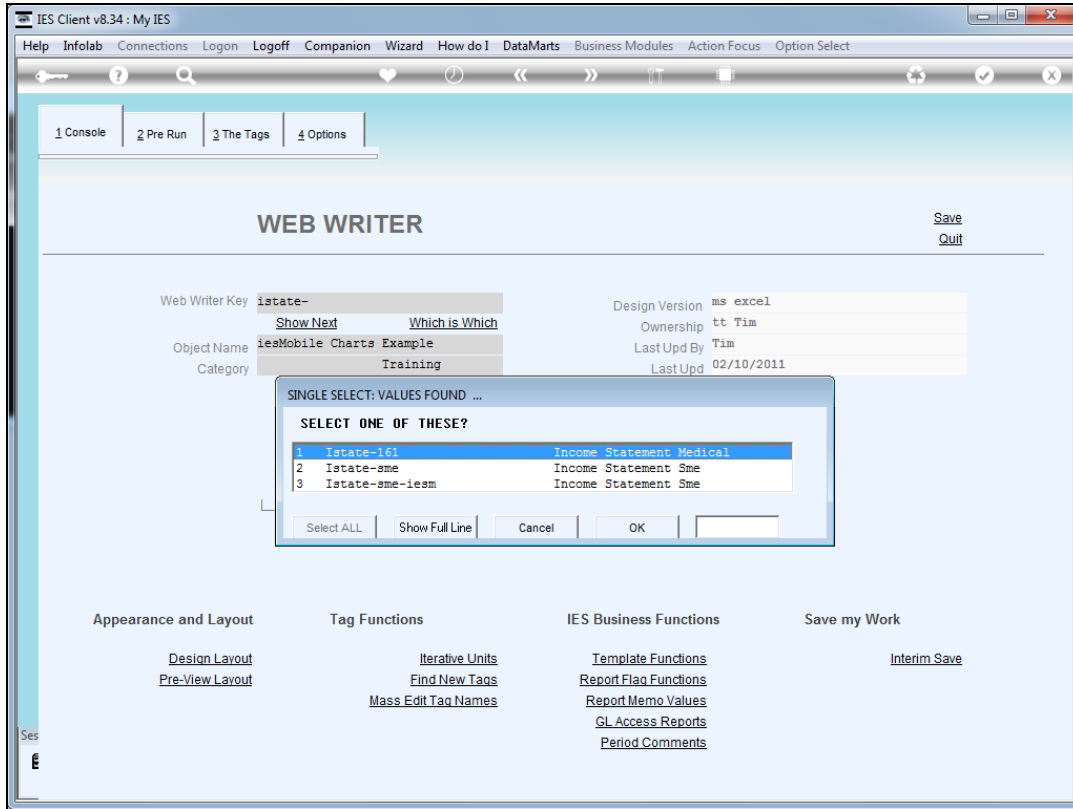 IES Client v8.34 : My IES
Help Infolab Connections Logon Logoff Companion Wizard How do I DataMarts Business Modules Action Focus Option Select
1 Console 2 Pre Run 3 The Tags 4 Options
WEB WRITER
Save
Quit
Web Writer Key istate-
Show Next Which is Which
Object Name iesMobile Charts Example
Category Training
Design Version ms excel
Ownership tt Tim
Last Upd By Tim
Last Upd 02/10/2011
SINGLE SELECT: VALUES FOUND ...
SELECT ONE OF THESE?
1 Istate-161 Income Statement Medical
2 Istate-sme Income Statement Sme
3 Istate-sme-iesm Income Statement Sme
Select ALL Show Full Line Cancel OK
Appearance and Layout Tag Functions IES Business Functions Save my Work
Design Layout Iterative Units Template Functions Interim Save
Pre-View Layout Find New Tags Report Flag Functions
Mass Edit Tag Names Report Memo Values
GL Access Reports
Period Comments
Ses